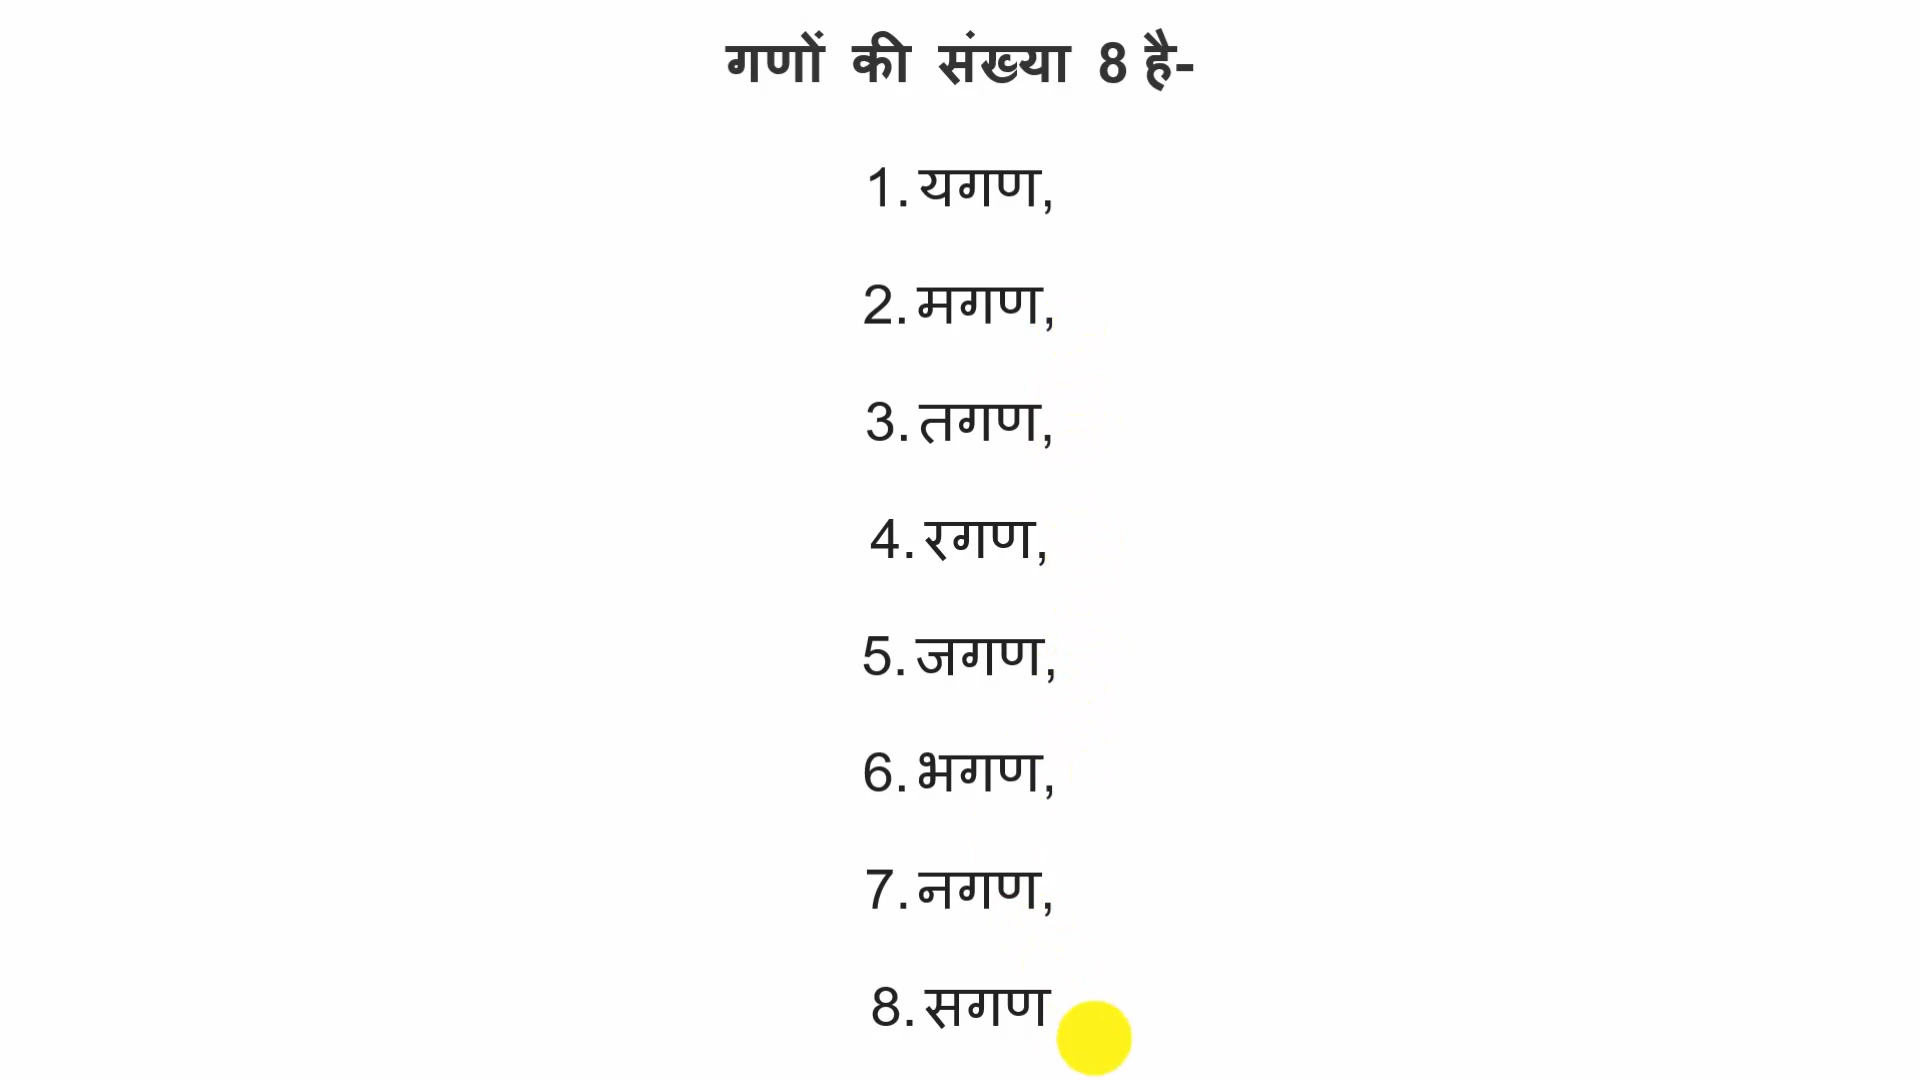 गणों की संख्या 8 है-
1. यगण,
2. मगण,
3. तगण,
4. रगण,
5. जगण,
6. भगण,
7. नगण,
8. सगण